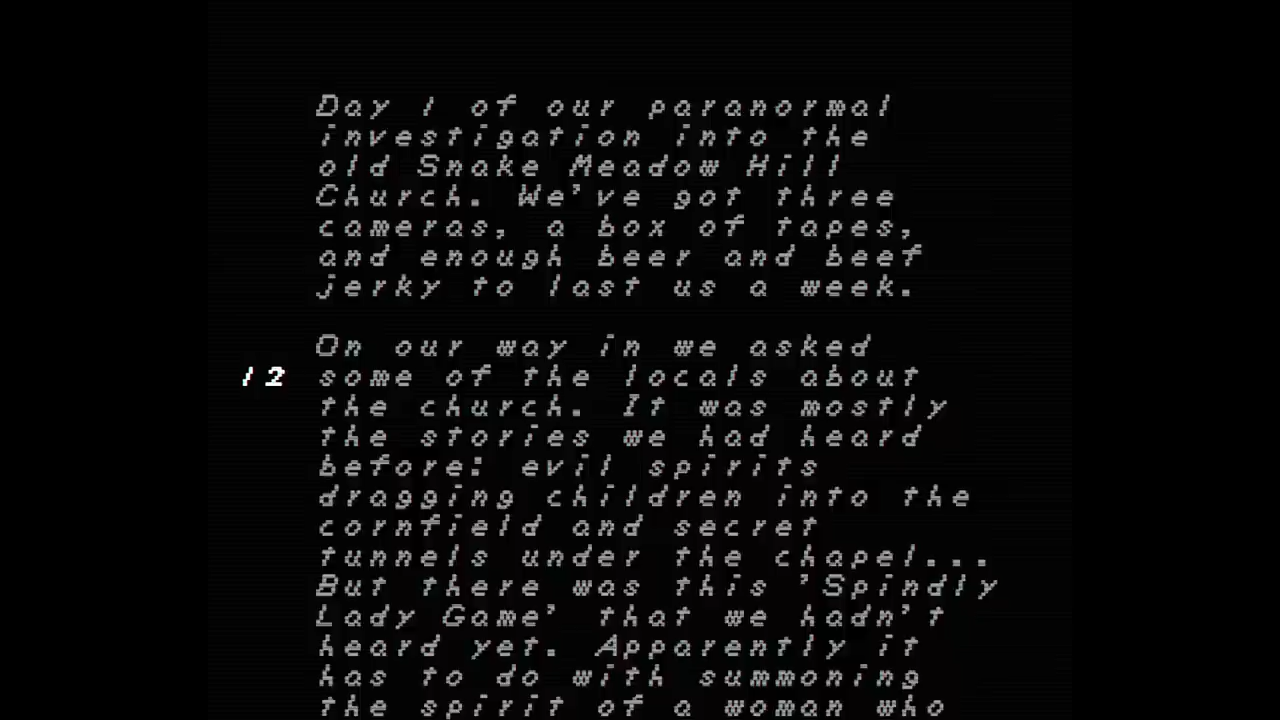 Day 1 of our paranormal
investigation into the
old Snake Meadow Hill
Church. We've got three
cameras, a box of tapes,
and enough beer and beef
jerky to last us a week.
On our way in we asked
12 some of the locals about
the church. It was mostly
the stories we had heard
before: evil spirits
dragging children into the
cornfield and secret
tunnels under the chapel...
But there was this 'Spindly
Lady Game' that we hadn't
heard yet. Apparently it
has to do with summoning
the spirit of a woman who